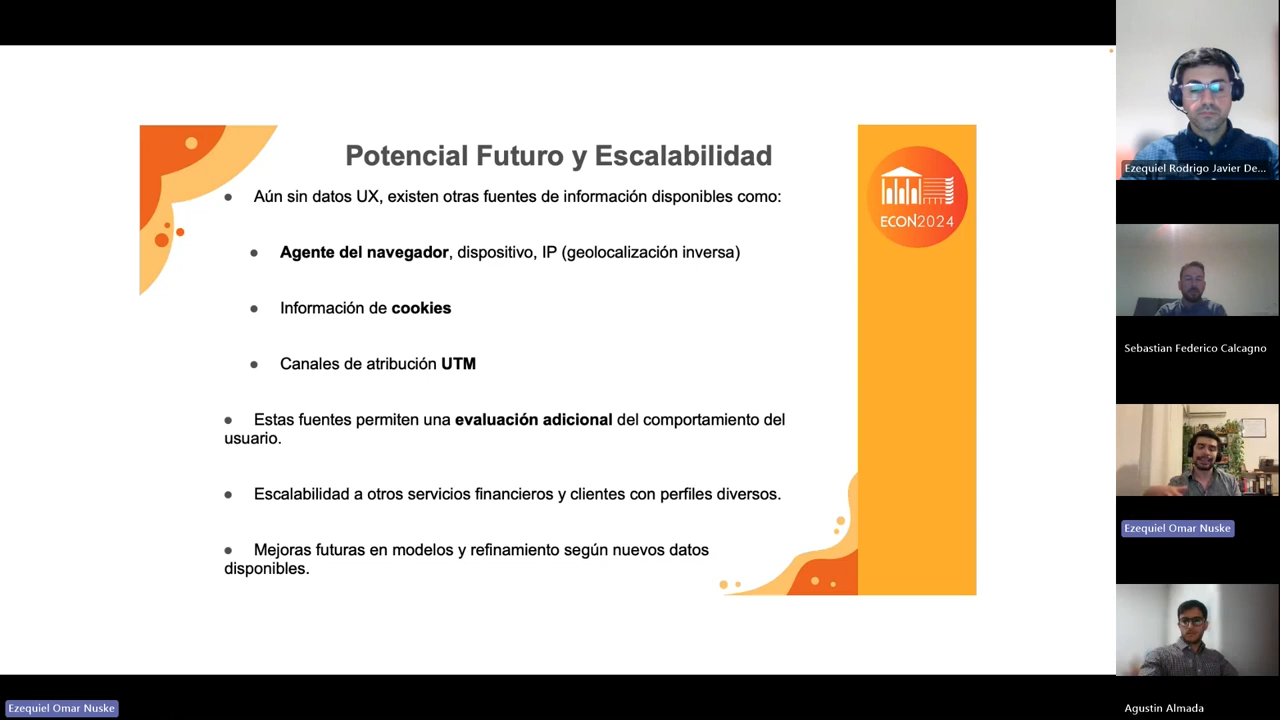 Potencial Futuro y Escalabilidad
● Aún sin datos UX, existen otras fuentes de información disponibles como:
● Agente del navegador, dispositivo, IP (geolocalización inversa)
● Información de cookies
● Canales de atribución UTM
● Estas fuentes permiten una evaluación adicional del comportamiento del
usuario.
● Escalabilidad a otros servicios financieros y clientes con perfiles diversos.
● Mejoras futuras en modelos y refinamiento según nuevos datos
disponibles.
ECON2024
Ezequiel Rodrigo Javier De...
Sebastian Federico Calcagno
Ezequiel Omar Nuske
Agustin Almada
Ezequiel Omar Nuske